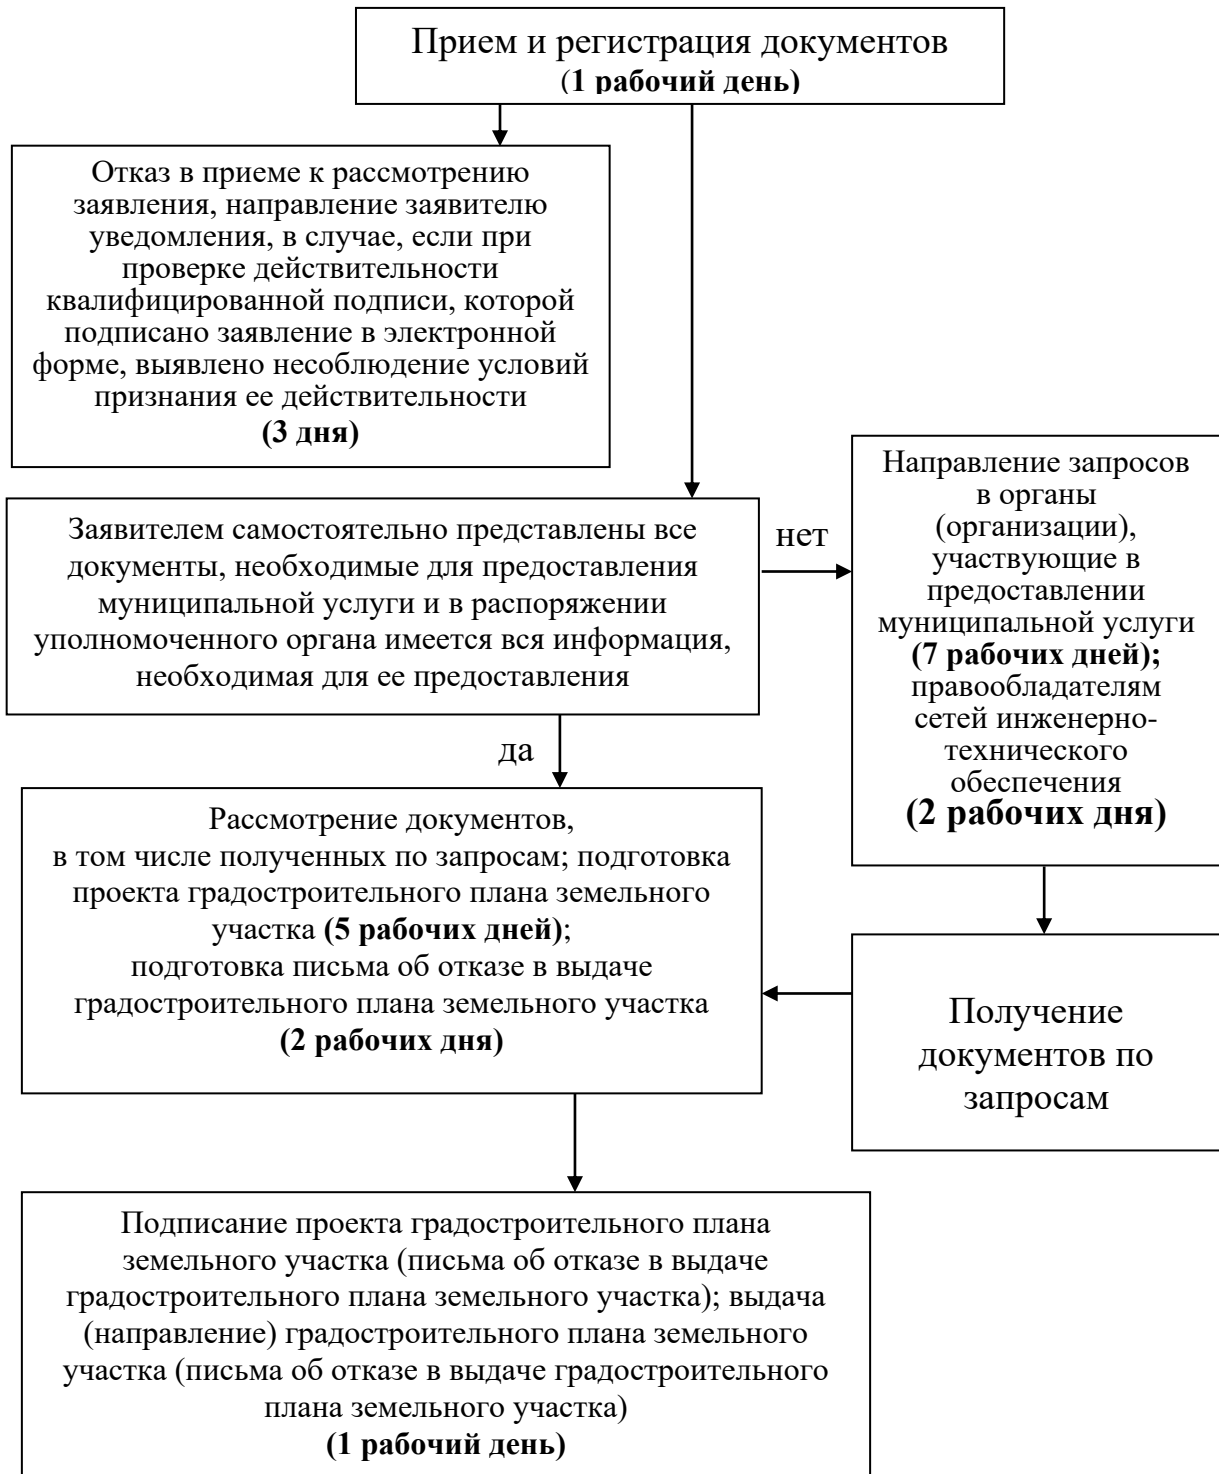 Прием и регистрация документов
(1 рабочий день)
Отказ в приеме к рассмотрению
заявления, направление заявителю
уведомления, в случае, если при
проверке действительности
квалифицированной подписи, которой
подписано заявление в электронной
форме, выявлено несоблюдение условий
признания ее действительности
(3 дня)
Заявителем самостоятельно представлены все
документы, необходимые для предоставления
муниципальной услуги и в распоряжении
уполномоченного органа имеется вся информация,
необходимая для ее предоставления
нет
Направление запросов
в органы
(организации),
участвующие в
предоставлении
муниципальной услуги
(7 рабочих дней);
правообладателям
сетей инженерно-
технического
обеспечения
(2 рабочих дня)
да
Рассмотрение документов,
в том числе полученных по запросам; подготовка
проекта градостроительного плана земельного
участка (5 рабочих дней);
подготовка письма об отказе в выдаче
градостроительного плана земельного участка
(2 рабочих дня)
Получение
документов по
запросам
Подписание проекта градостроительного плана
земельного участка (письма об отказе в выдаче
градостроительного плана земельного участка); выдача
(направление) градостроительного плана земельного
участка (письма об отказе в выдаче градостроительного
плана земельного участка)
(1 рабочий день)